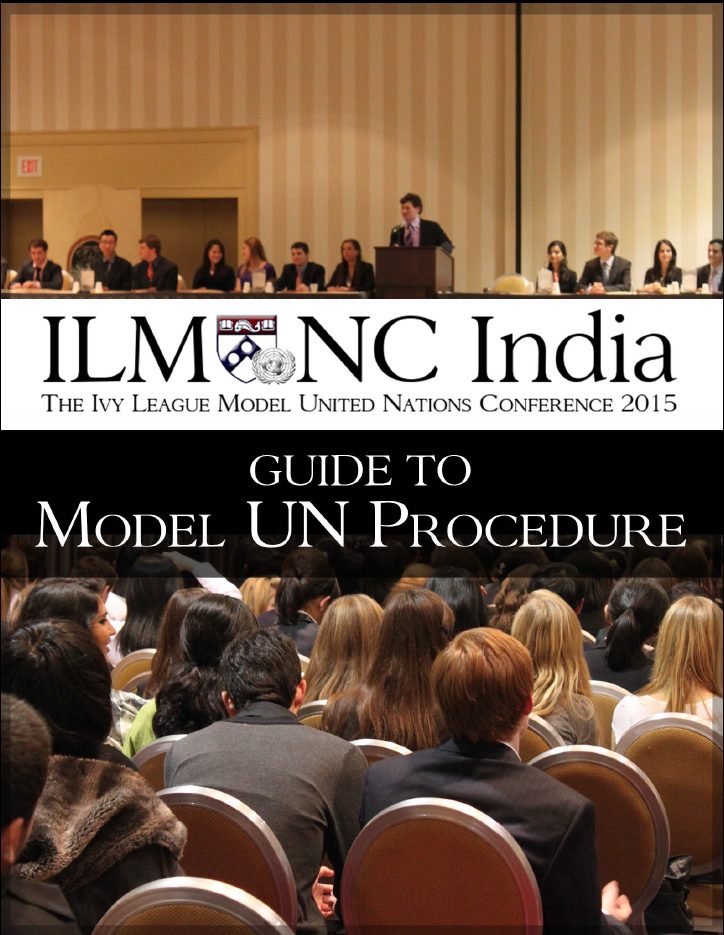 EXIT
ILMUNC India
The Ivy League Model United Nations Conference 2015
GUIDE TO
Model UN Procedure